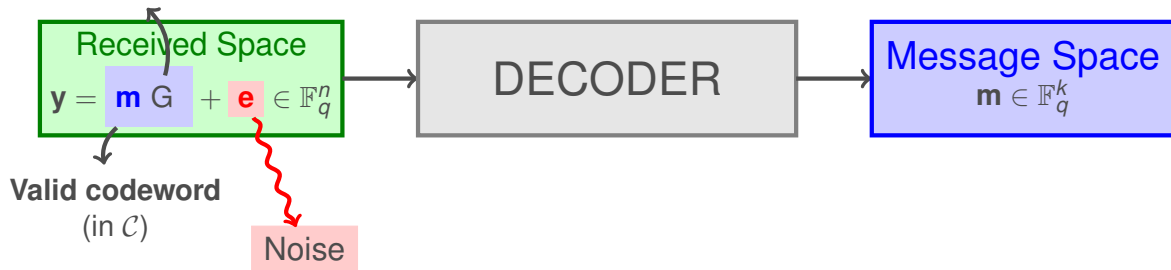 Received Space
𝐲 = 𝐦 G + 𝐞 ∈ 𝔽_q^n
DECODER
Message Space
𝐦 ∈ 𝔽_q^k
Valid codeword
(in 𝒞)
Noise